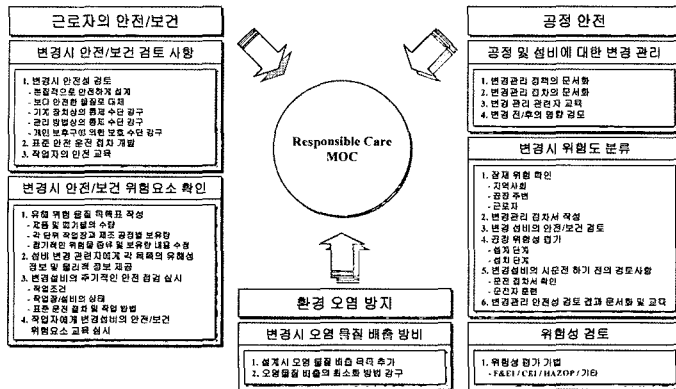 근로자의 안전/보건
변경시 안전/보건 검토 사항
1. 변경시 안전성 검토
- 본질적으로 안전하게 설계
- 보다 안전한 물질로 대체
- 기계 장치상의 통제 수단 강구
- 관리 방법상의 통제 수단 강구
- 개인 보호구에 의한 보호 수단 강구
2. 표준 안전 운전 절차 개발
3. 작업자의 안전 교육
변경시 안전/보건 위험요소 확인
1. 유해 위험 물질 목록표 작성
- 제품 및 폐기물의 수량
- 각 단위 작업장과 제조 공정별 보유량
- 잠기적인 위험물 종류 및 보유량 내용 수정
2. 설비 변경 관련자에게 각 목록의 유해성
정보 및 물리적 정보 제공
3. 변경설비의 주기적인 안전 점검 실시
- 작업조건
- 작업장/설비의 상태
- 표준 운전 절차 및 작업 방법
4. 작업자에게 변경설비의 안전/보건
위험요소 교육 실시
Responsible Care
MOC
환경 오염 방지
변경시 오염 물질 배출 방비
1. 설계시 오염 물질 배출 목록 추가
2. 오염물질 배출의 최소화 방법 강구
공정 안전
공정 및 설비에 대한 변경 관리
1. 변경관리 정책의 문서화
2. 변경관리 절차의 문서화
3. 변경 관리 관련자 교육
4. 변경 전/후의 영향 검토
변경시 위험도 분류
1. 잠재 위험 확인
- 지역사회
- 공장 주변
- 근로자
2. 변경관리 절차서 작성
3. 변경 설비의 안전/보건 검토
4. 공정 위험성 평가
- 설계 단계
- 설치 단계
5. 변경설비의 시운전 하기 전의 검토사항
- 운전 절차서 확인
- 운전자 훈련
6. 변경관리 안전성 검토 결과 문서화 및 교육
위험성 검토
1. 위험성 평가 기법
- F&EI / CEI / HAZOP / 기타